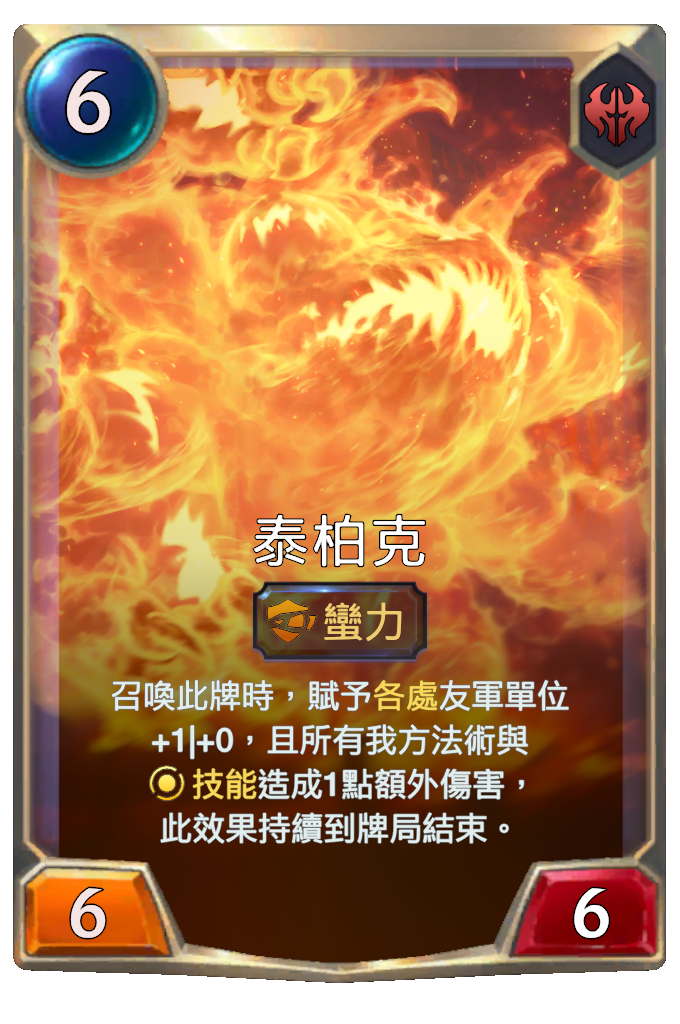 6
泰柏克
蠻力
召喚此牌時，賦予各處友軍單位
+1|+0，且所有我方法術與
技能造成1點額外傷害，
此效果持續到牌局結束。
6
6